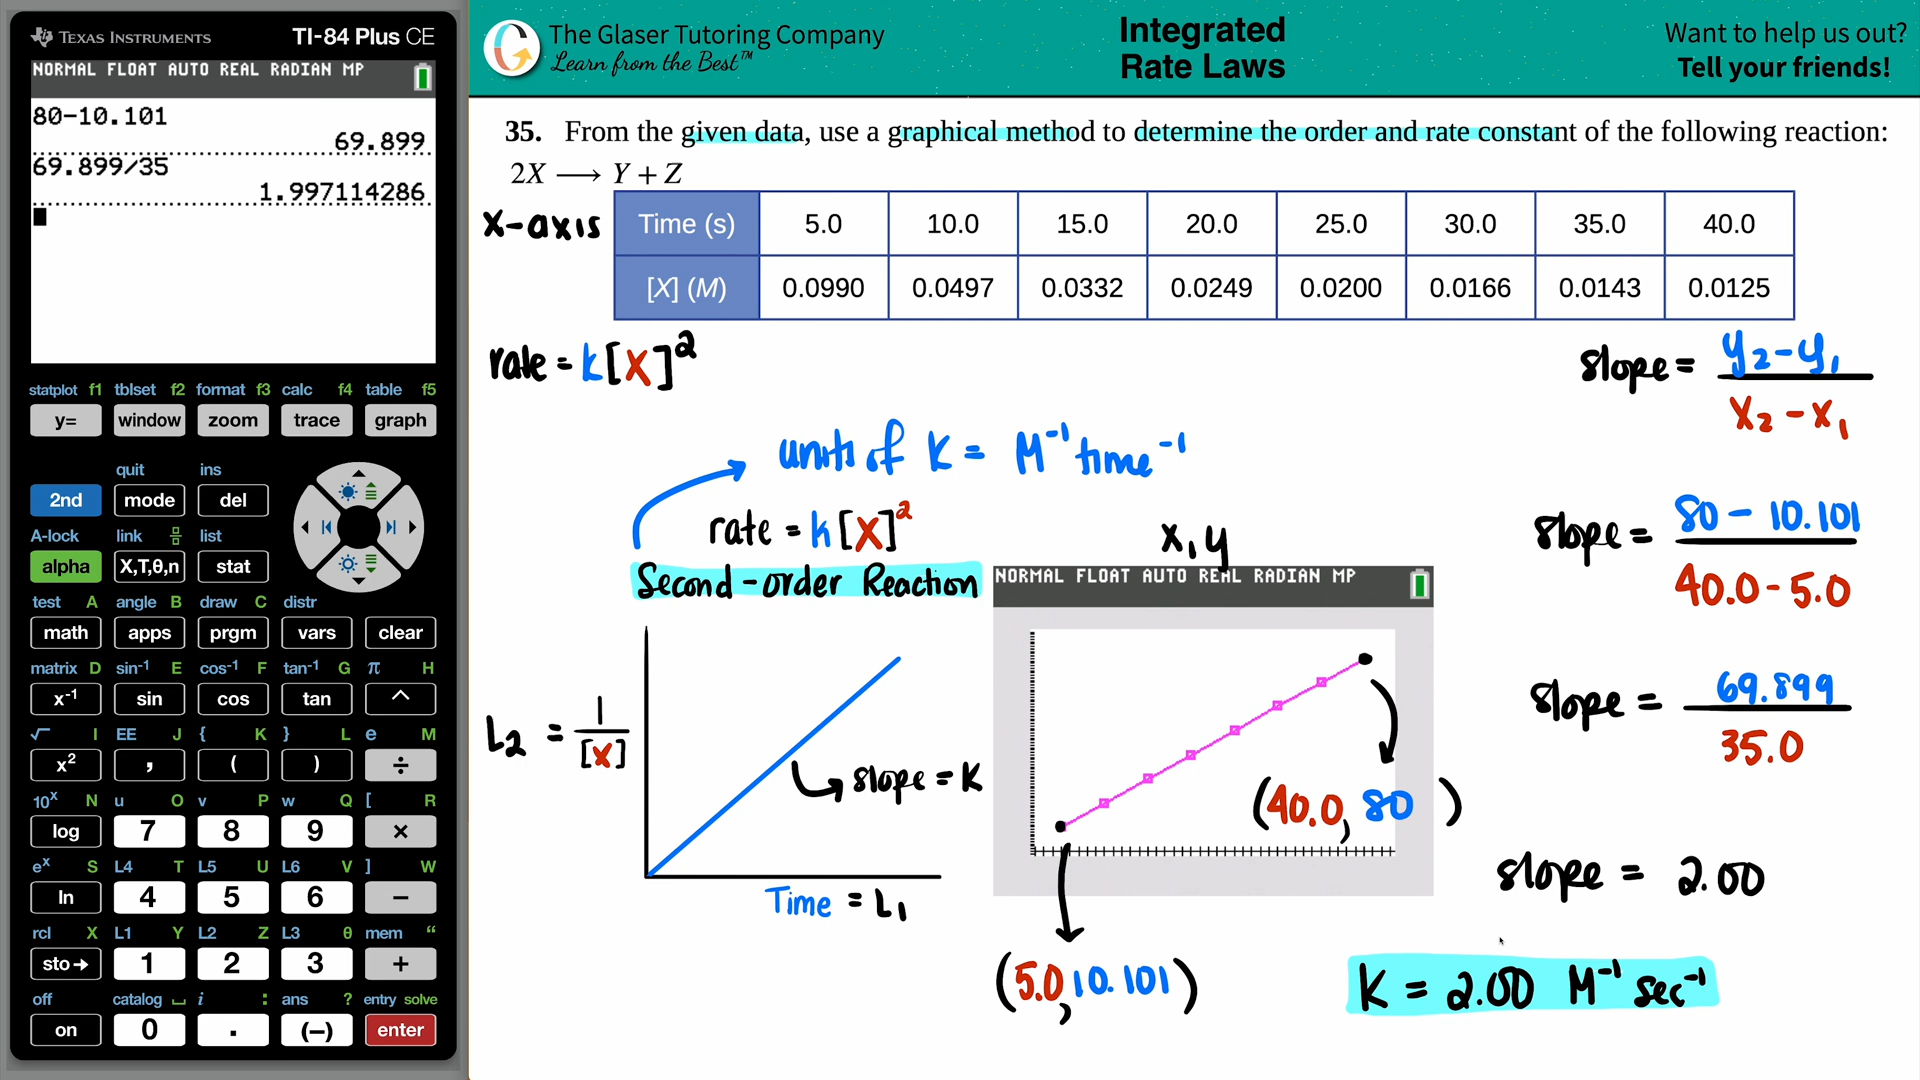 TEXAS INSTRUMENTS TI-84 Plus CE
NORMAL FLOAT AUTO REAL RADIAN MP
80-10.101
69.899
69.899/35
1.997114286
statplot f1 tblset f2 format f3 calc f4 table f5
y= window zoom trace graph
quit ins
2nd mode del
A-lock link list
alpha X,T,θ,n stat
test A angle B draw C distr
math apps prgm vars clear
matrix D sin⁻¹ E cos⁻¹ F tan⁻¹ G π H
x⁻¹ sin cos tan ^
√ I EE J { K } L e M
x² , ( ) ÷
10ˣ N u O v P w Q [ R
log 7 8 9 ×
eˣ S L4 T L5 U L6 V ] W
ln 4 5 6 −
rcl X L1 Y L2 Z L3 θ mem “
sto→ 1 2 3 +
off catalog ⎵ i : ans ? entry solve
on 0 . (−) enter
The Glaser Tutoring Company
Learn from the Best™
Integrated
Rate Laws
Want to help us out?
Tell your friends!
35. From the given data, use a graphical method to determine the order and rate constant of the following reaction:
2X ⟶ Y + Z
x-axis Time (s) 5.0 10.0 15.0 20.0 25.0 30.0 35.0 40.0
[X] (M) 0.0990 0.0497 0.0332 0.0249 0.0200 0.0166 0.0143 0.0125
rate = k[X]²
units of K = M⁻¹ time⁻¹
rate = k[X]²
Second-order Reaction
L₂ = 1/[X]
slope = K
Time = L₁
x, y
NORMAL FLOAT AUTO REAL RADIAN MP
(40.0, 80)
(5.0, 10.101)
slope = y₂-y₁ / x₂-x₁
slope = 80 - 10.101 / 40.0 - 5.0
slope = 69.899 / 35.0
slope = 2.00
K = 2.00 M⁻¹ sec⁻¹